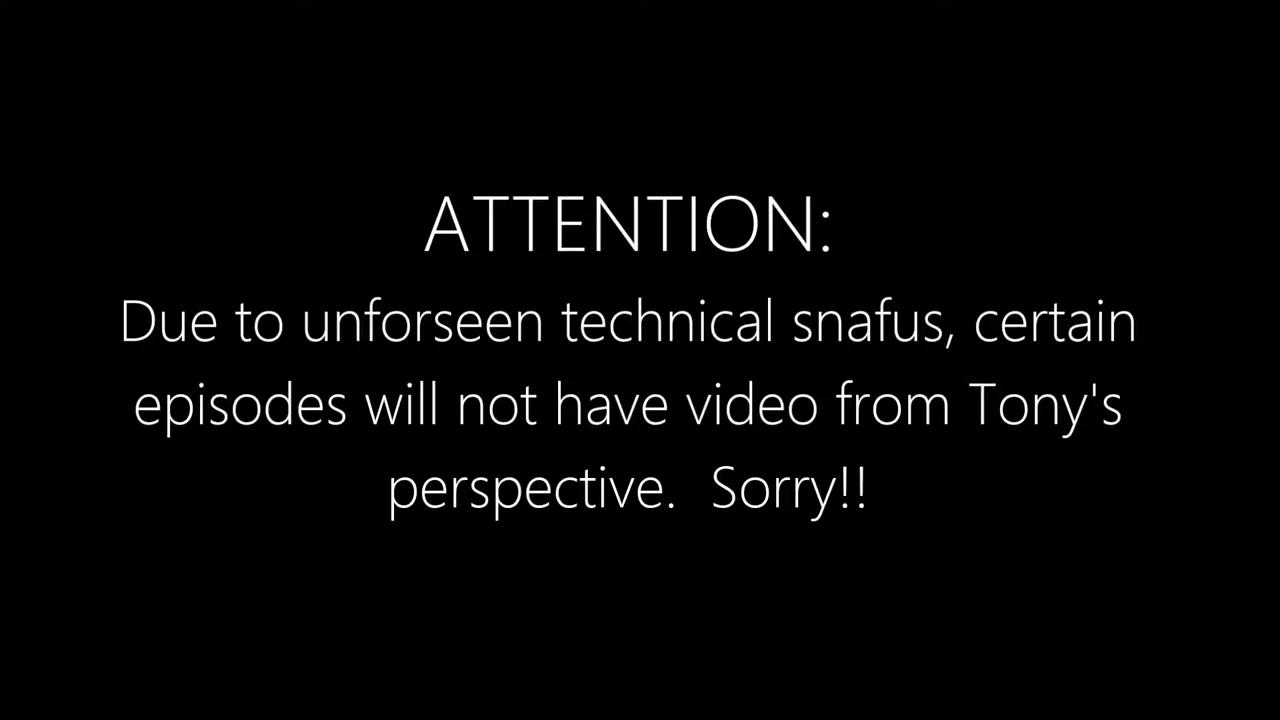 ATTENTION:
Due to unforseen technical snafus, certain
episodes will not have video from Tony's
perspective.  Sorry!!